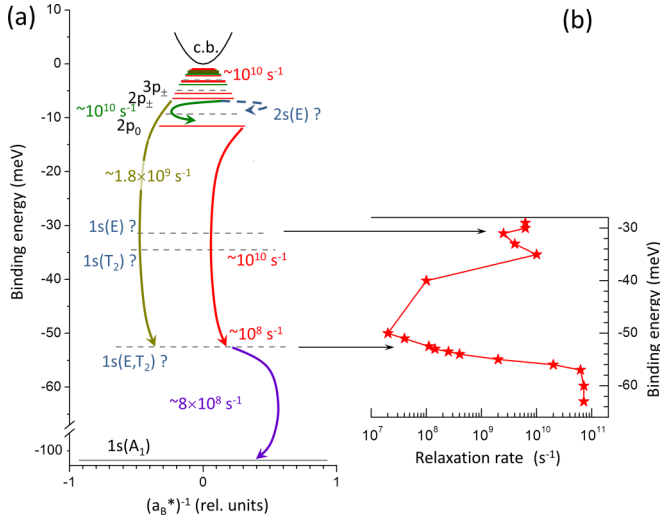 (a)
(b)
10
0
-10
-20
-30
-40
-50
-60
-100
Binding energy (meV)
c.b.
~10¹⁰ s⁻¹
3p±
2p±
~10¹⁰ s⁻¹
2s(E) ?
2p₀
~1.8×10⁹ s⁻¹
1s(E) ?
1s(T₂) ?
~10¹⁰ s⁻¹
~10⁸ s⁻¹
1s(E,T₂) ?
~8×10⁸ s⁻¹
1s(A₁)
-1
0
1
(a_B*)⁻¹ (rel. units)
-30
-40
-50
-60
Binding energy (meV)
10⁷ 10⁸ 10⁹ 10¹⁰ 10¹¹
Relaxation rate (s⁻¹)